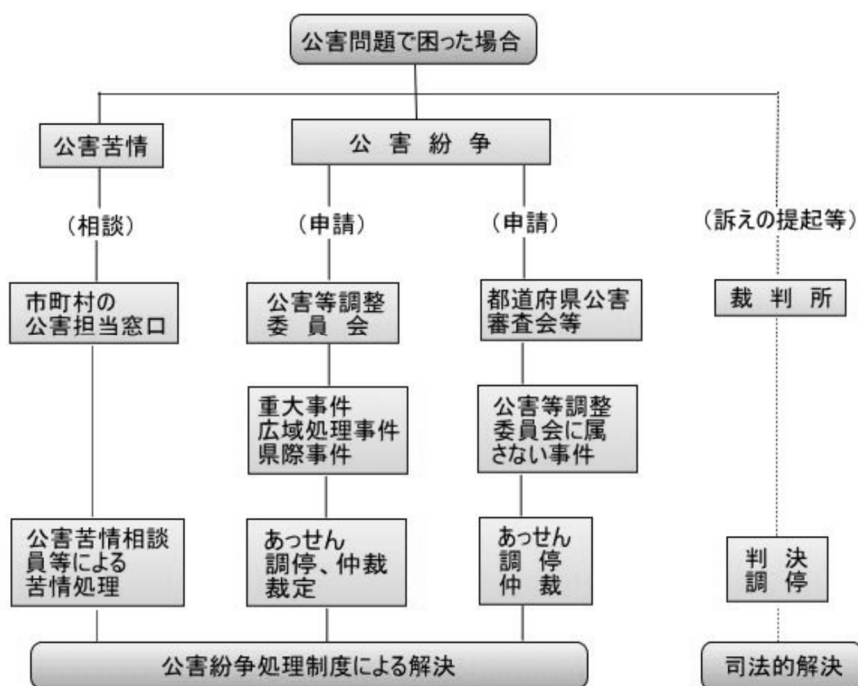 公害問題で困った場合
公害苦情
公害紛争
（相談）
（申請）
（申請）
（訴えの提起等）
市町村の
公害担当窓口
公害等調整
委員会
都道府県公害
審査会等
裁判所
重大事件
広域処理事件
県際事件
公害等調整
委員会に属
さない事件
公害苦情相談
員等による
苦情処理
あっせん
調停、仲裁
裁定
あっせん
調停
仲裁
判決
調停
公害紛争処理制度による解決
司法的解決